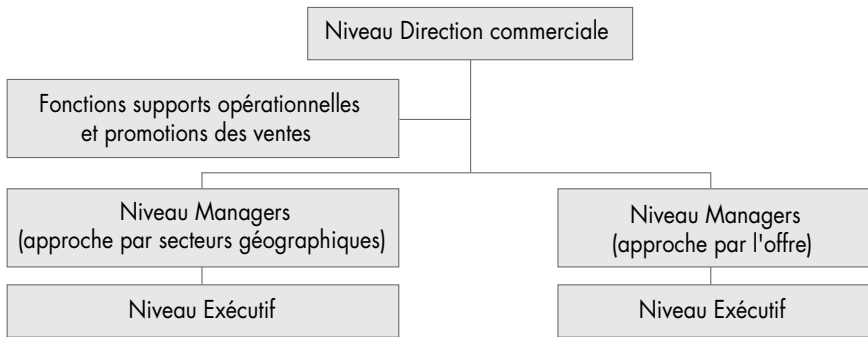 Niveau Direction commerciale
Fonctions supports opérationnelles
et promotions des ventes
Niveau Managers
(approche par secteurs géographiques)
Niveau Managers
(approche par l'offre)
Niveau Exécutif
Niveau Exécutif